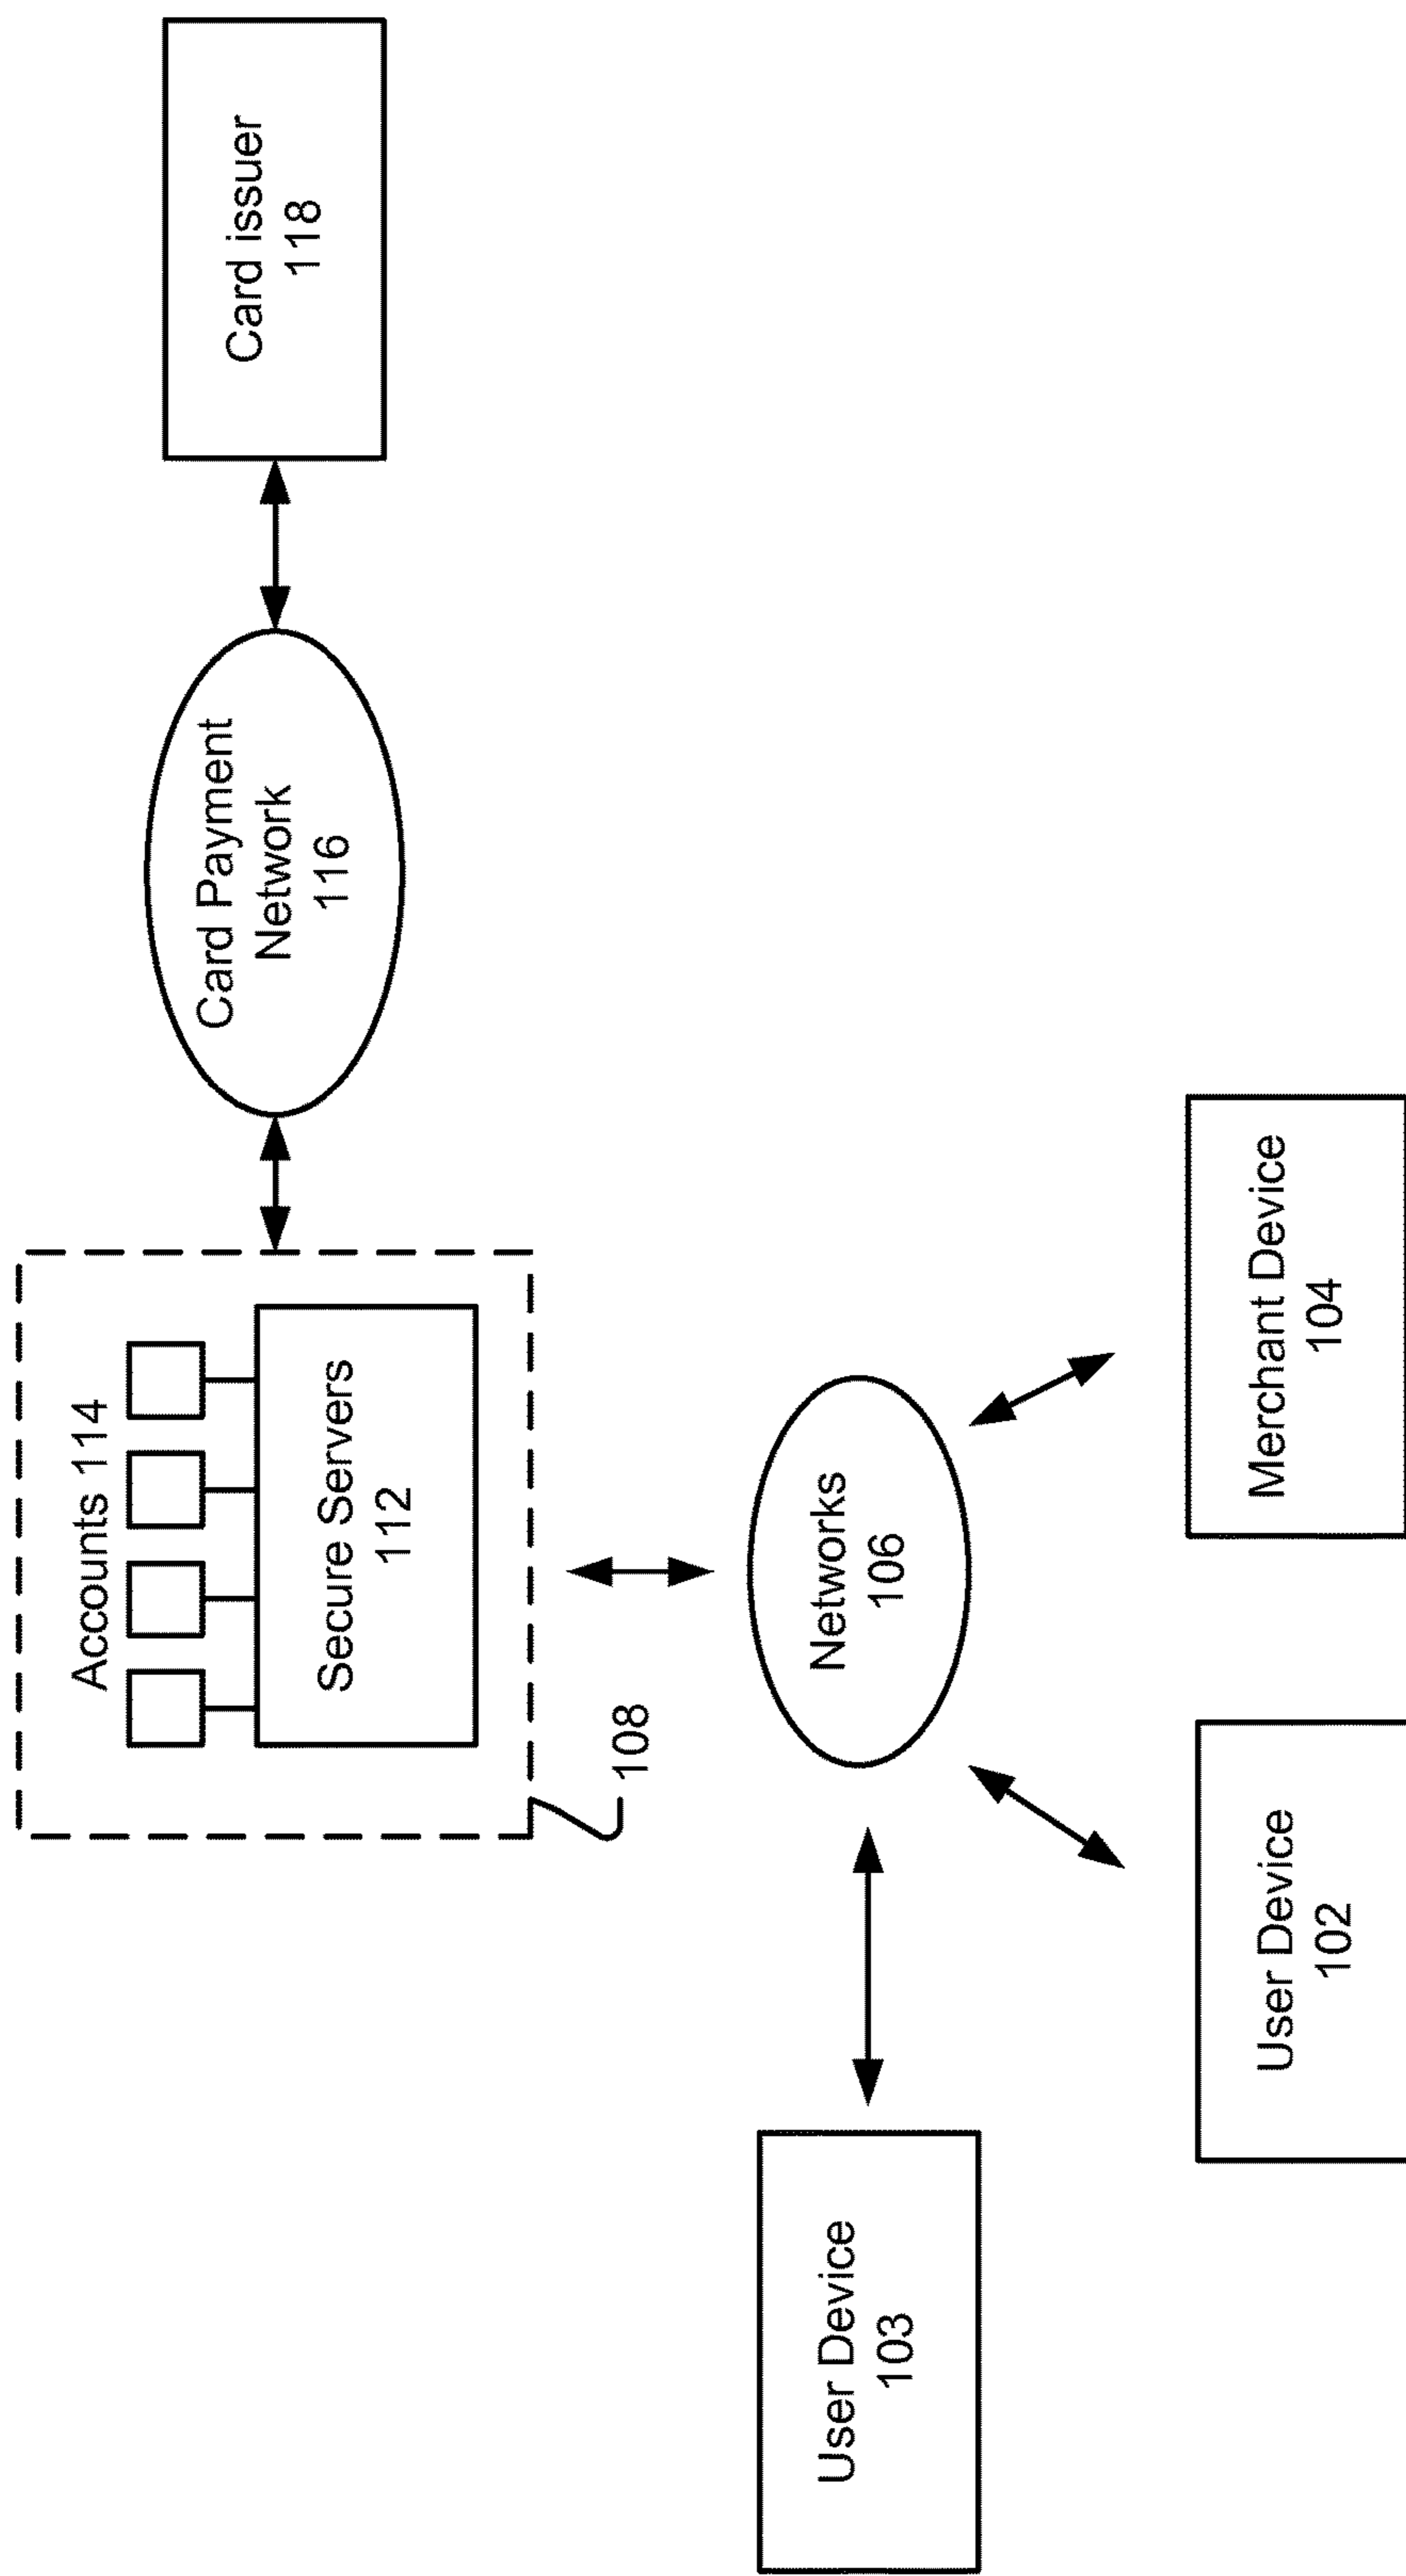 Accounts 114
Secure Servers
112
108
Card Payment
Network
116
Card issuer
118
Networks
106
User Device
103
User Device
102
Merchant Device
104